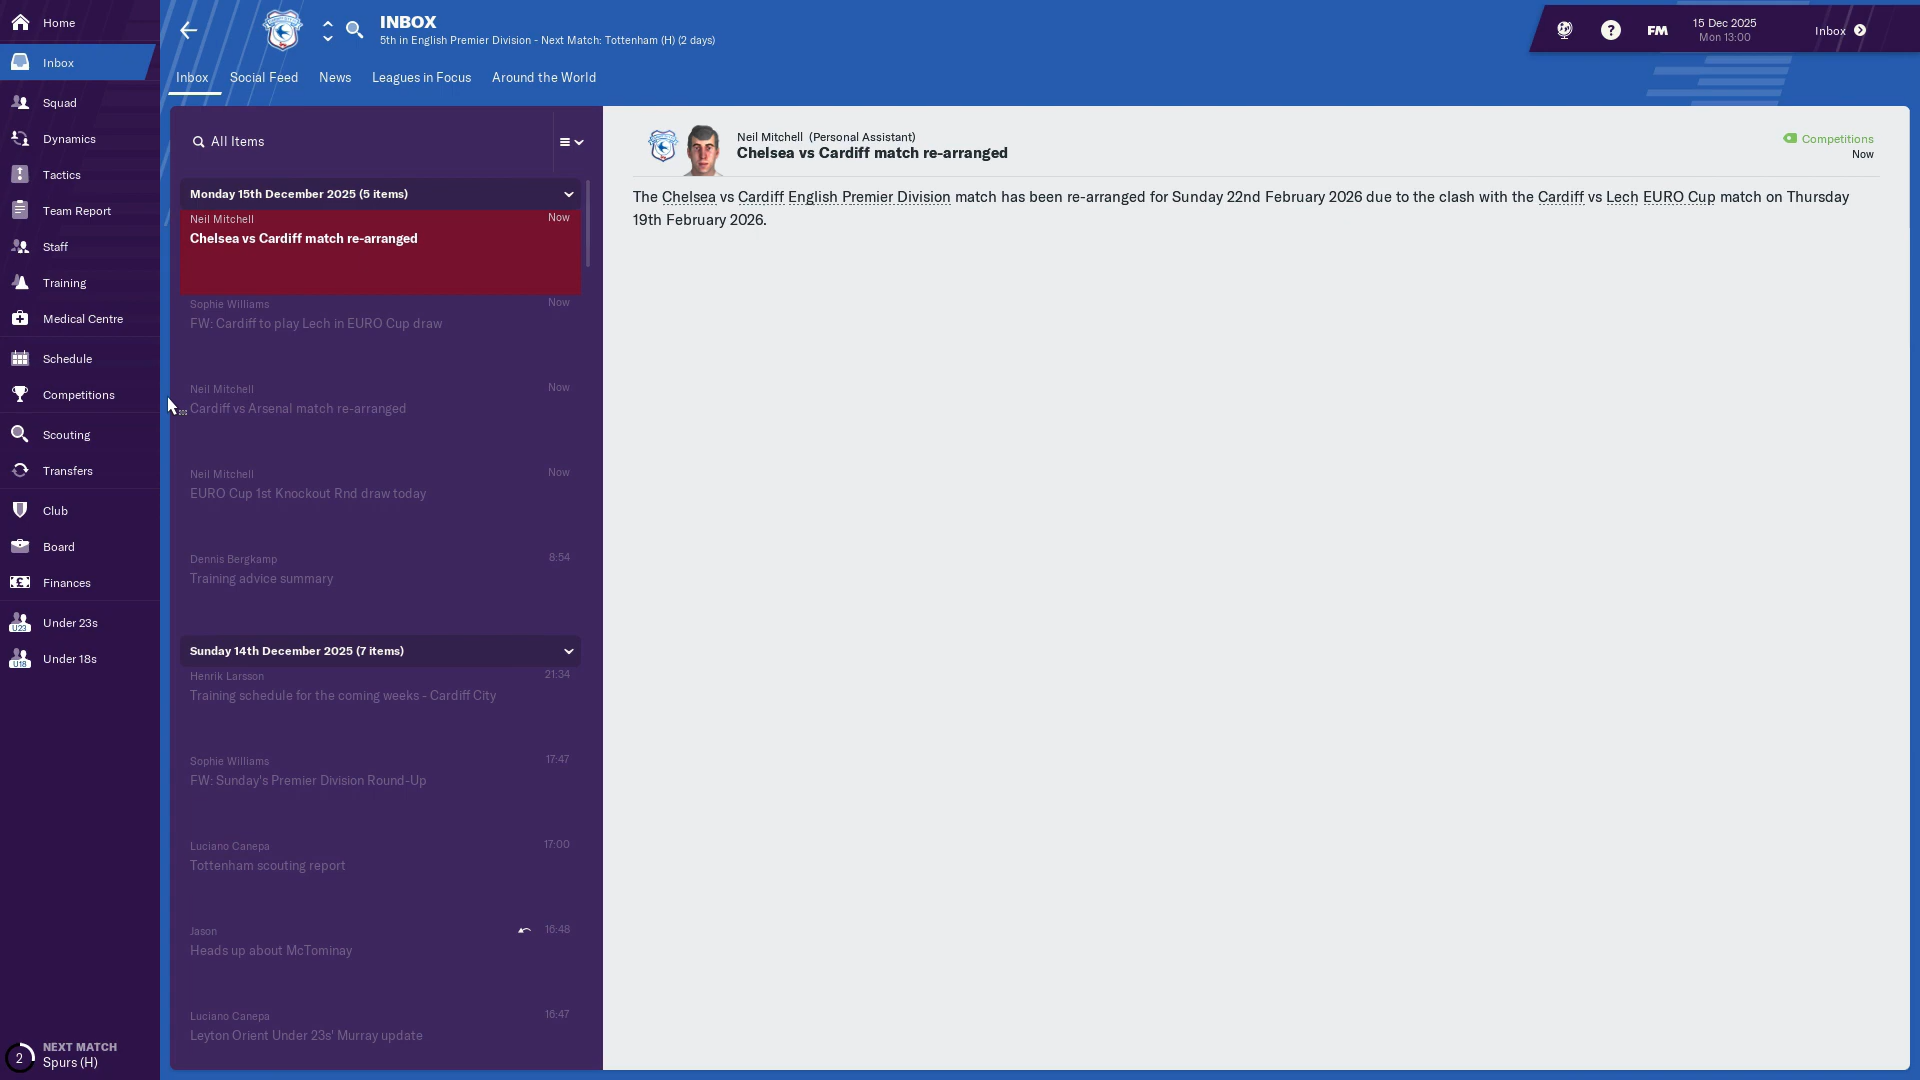 Home
Inbox
Squad
Dynamics
Tactics
Team Report
Staff
Training
Medical Centre
Schedule
Competitions
Scouting
Transfers
Club
Board
Finances
U23
Under 23s
U18
Under 18s
2
NEXT MATCH
Spurs (H)
INBOX
5th in English Premier Division - Next Match: Tottenham (H) (2 days)
?
FM
15 Dec 2025
Mon 13:00
Inbox
Inbox
Social Feed
News
Leagues in Focus
Around the World
All Items
Monday 15th December 2025 (5 items)
Neil Mitchell
Now
Chelsea vs Cardiff match re-arranged
Sophie Williams
Now
FW: Cardiff to play Lech in EURO Cup draw
Neil Mitchell
Now
Cardiff vs Arsenal match re-arranged
Neil Mitchell
Now
EURO Cup 1st Knockout Rnd draw today
Dennis Bergkamp
8:54
Training advice summary
Sunday 14th December 2025 (7 items)
Henrik Larsson
21:34
Training schedule for the coming weeks - Cardiff City
Sophie Williams
17:47
FW: Sunday's Premier Division Round-Up
Luciano Canepa
17:00
Tottenham scouting report
Jason
16:48
Heads up about McTominay
Luciano Canepa
16:47
Leyton Orient Under 23s' Murray update
Neil Mitchell (Personal Assistant)
Chelsea vs Cardiff match re-arranged
Competitions
Now
The Chelsea vs Cardiff English Premier Division match has been re-arranged for Sunday 22nd February 2026 due to the clash with the Cardiff vs Lech EURO Cup match on Thursday
19th February 2026.